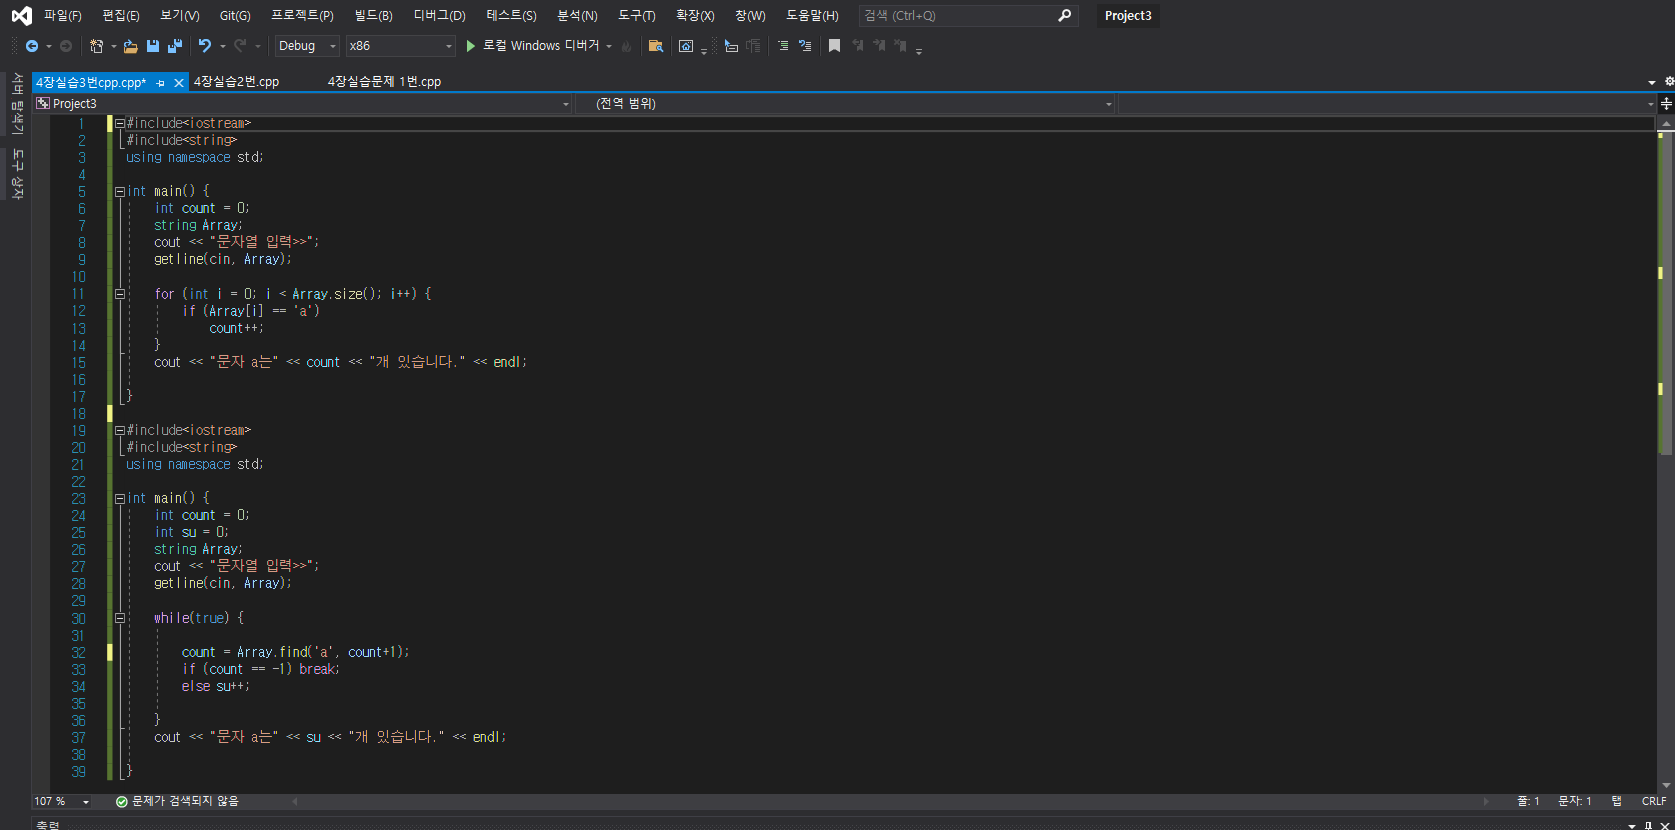 파일(F) 편집(E) 보기(V) Git(G) 프로젝트(P) 빌드(B) 디버그(D) 테스트(S) 분석(N) 도구(T) 확장(X) 창(W) 도움말(H) 검색 (Ctrl+Q) Project3
Debug x86 로컬 Windows 디버거
서버 탐색기
도구 상자
4장실습3번cpp.cpp* 4장실습2번.cpp 4장실습문제 1번.cpp
Project3 (전역 범위)
1 #include<iostream>
2 #include<string>
3 using namespace std;
4
5 int main() {
6 int count = 0;
7 string Array;
8 cout << "문자열 입력>>";
9 getline(cin, Array);
10
11 for (int i = 0; i < Array.size(); i++) {
12 if (Array[i] == 'a')
13 count++;
14 }
15 cout << "문자 a는" << count << "개 있습니다." << endl;
16
17 }
18
19 #include<iostream>
20 #include<string>
21 using namespace std;
22
23 int main() {
24 int count = 0;
25 int su = 0;
26 string Array;
27 cout << "문자열 입력>>";
28 getline(cin, Array);
29
30 while(true) {
31
32 count = Array.find('a', count+1);
33 if (count == -1) break;
34 else su++;
35
36 }
37 cout << "문자 a는" << su << "개 있습니다." << endl;
38
39 }
107 % 문제가 검색되지 않음 줄: 1 문자: 1 탭 CRLF
출력